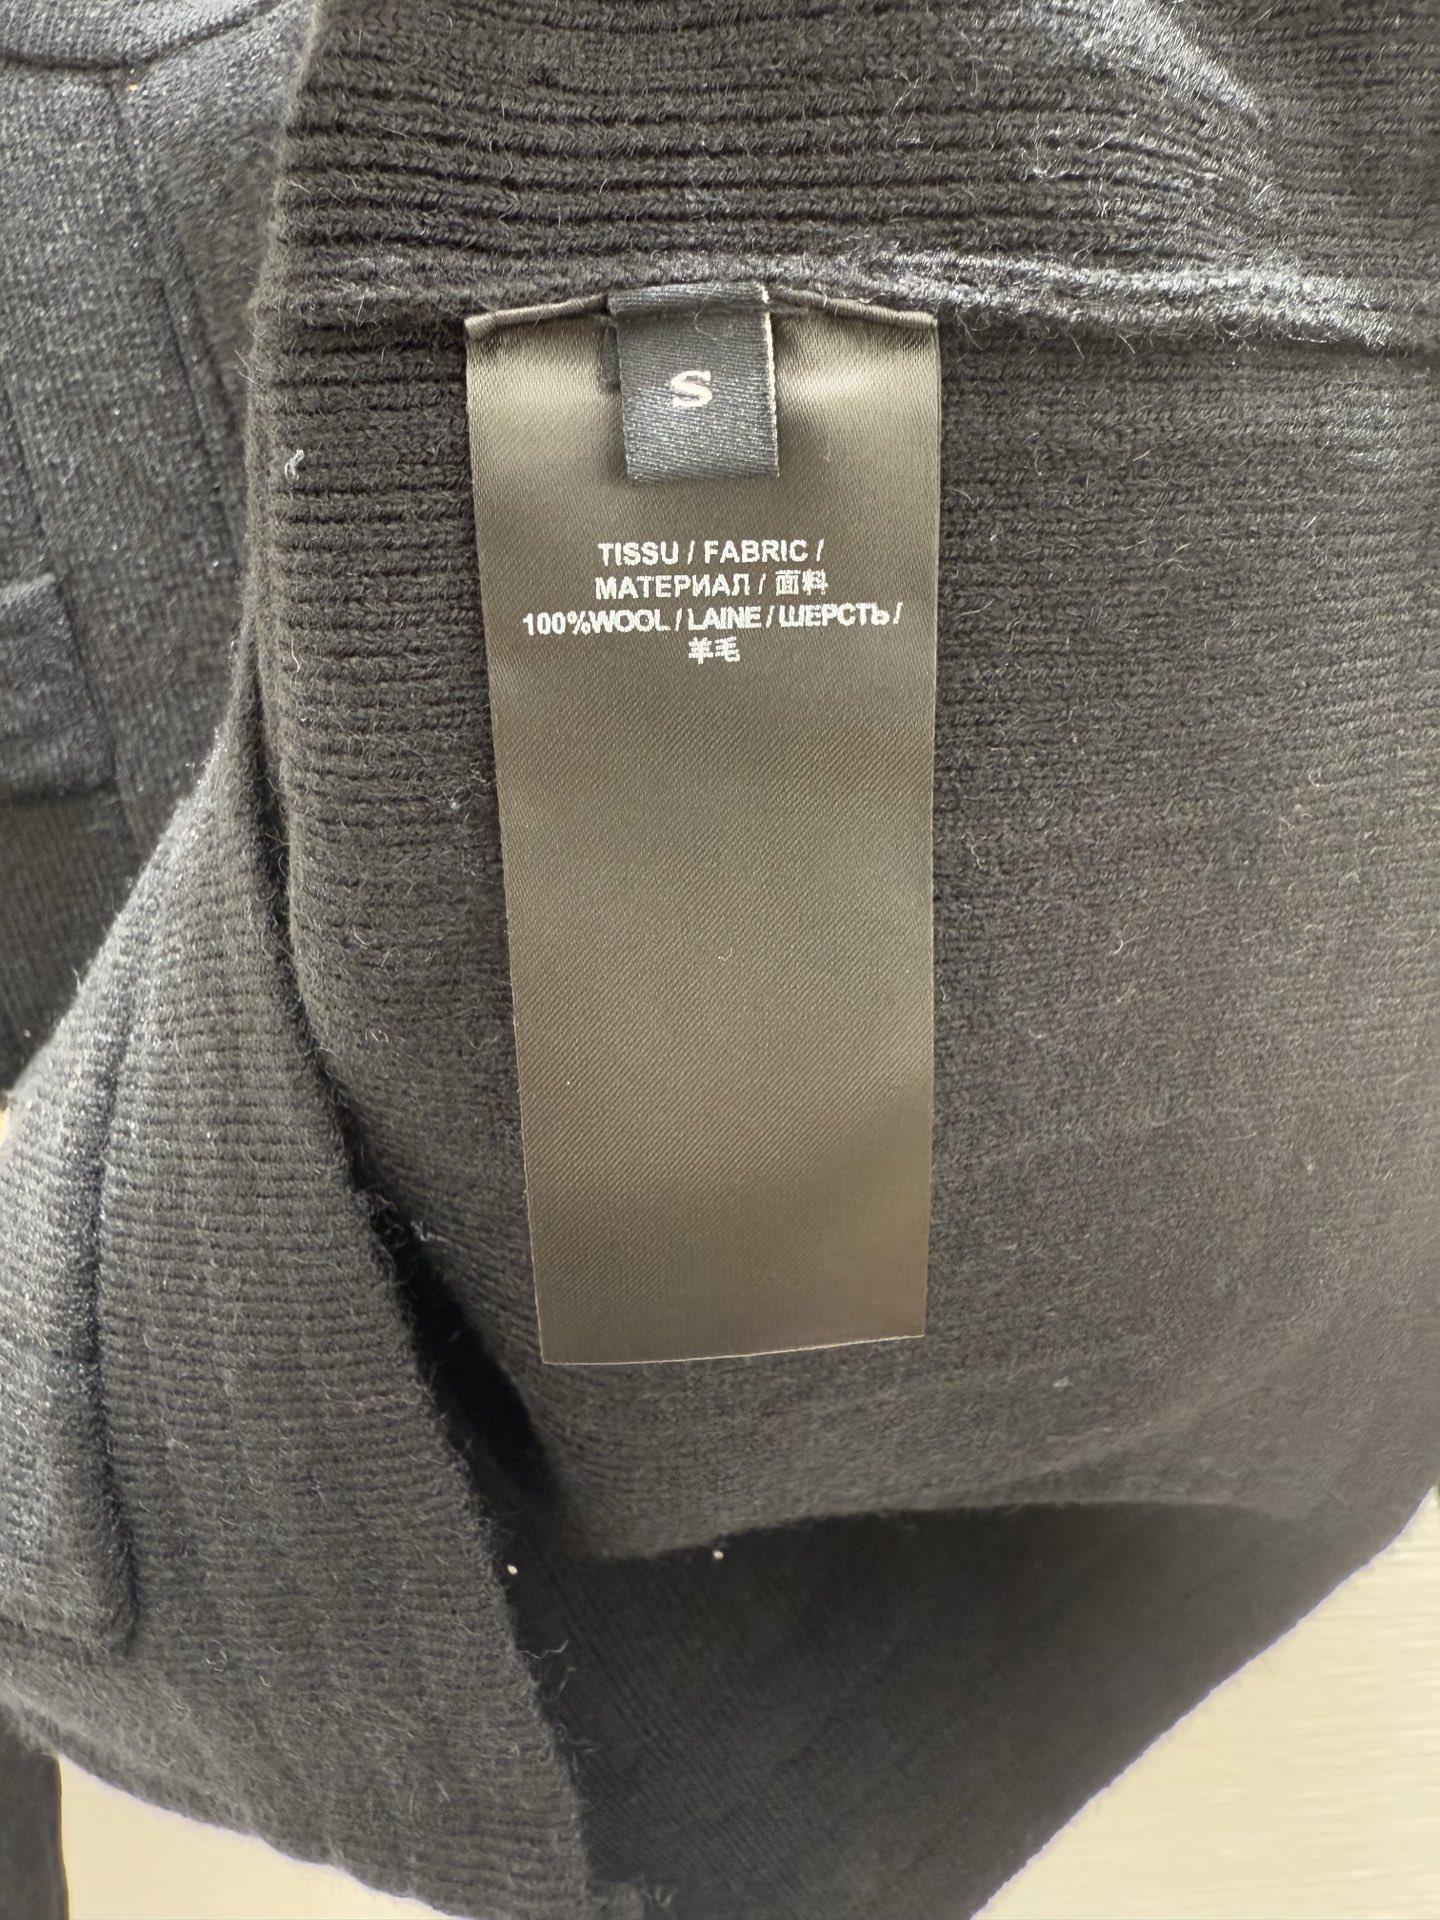 S
TISSU / FABRIC /
МАТЕРИАЛ / 面料
100%WOOL / LAINE / ШЕРСТЬ /
羊毛